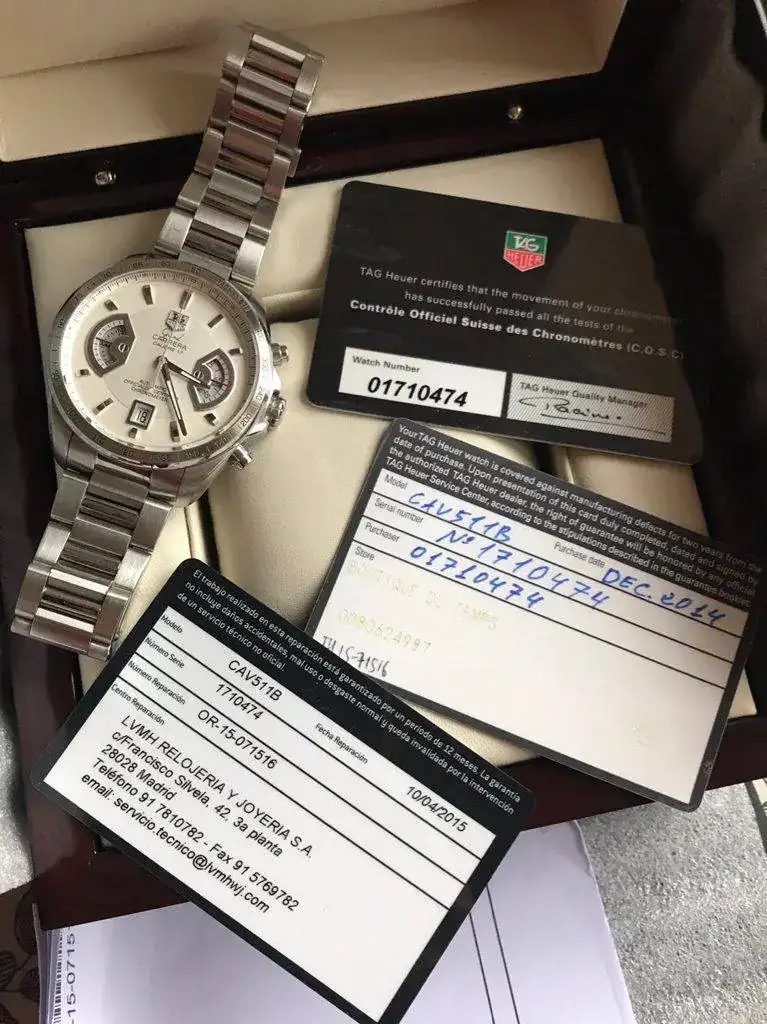 CARRERA
CALIBRE 17
18
TAG
HEUER
TAG Heuer certifies that the movement of your chronometer
has successfully passed all the tests of the
Contrôle Officiel Suisse des Chronomètres (C.O.S.C)
Watch Number
01710474
TAG Heuer Quality Manager
Your TAG Heuer watch is covered against manufacturing defects for two years from the
date of purchase. Upon presentation of this card duly completed, dated and signed by
the authorized TAG Heuer dealer, the right of guarantee will be honored by any official
TAG Heuer Service Center, according to the stipulations described in the guarantee booklet.
Model
CAV511B
Purchase date
DEC. 2014
Serial number
Nº 1710474
Purchaser
01710474
Store
BOUTIQUE DU TEMPS
0080624997
TH15-71516
El trabajo realizado en esta reparación está garantizado por un periodo de 12 meses. La garantía
no incluye daños accidentales, mal uso o desgaste normal y queda invalidada por la intervención
de un servicio técnico no oficial.
Modelo
CAV511B
Número Serie
1710474
Fecha Reparación
10/04/2015
Número Reparación
OR-15-071516
Centro Reparación
LVMH RELOJERIA Y JOYERIA S.A.
c/Francisco Silvela, 42, 3a planta
28028 Madrid
Teléfono 91 7810782 - Fax 91 5769782
email: servicio.tecnico@lvmhwj.com
-15-0715